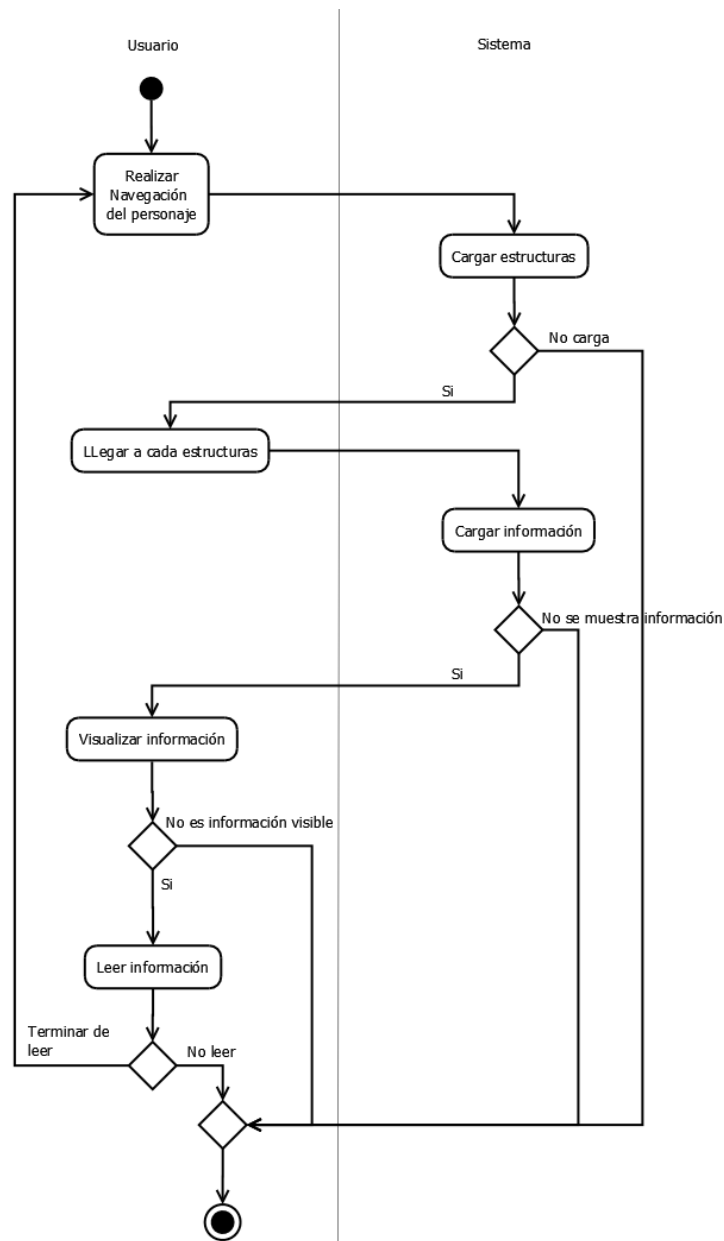 Usuario
Sistema
Realizar
Navegación
del personaje
Cargar estructuras
No carga
Si
LLegar a cada estructuras
Cargar información
No se muestra información
Si
Visualizar información
No es información visible
Si
Leer información
Terminar de
leer
No leer